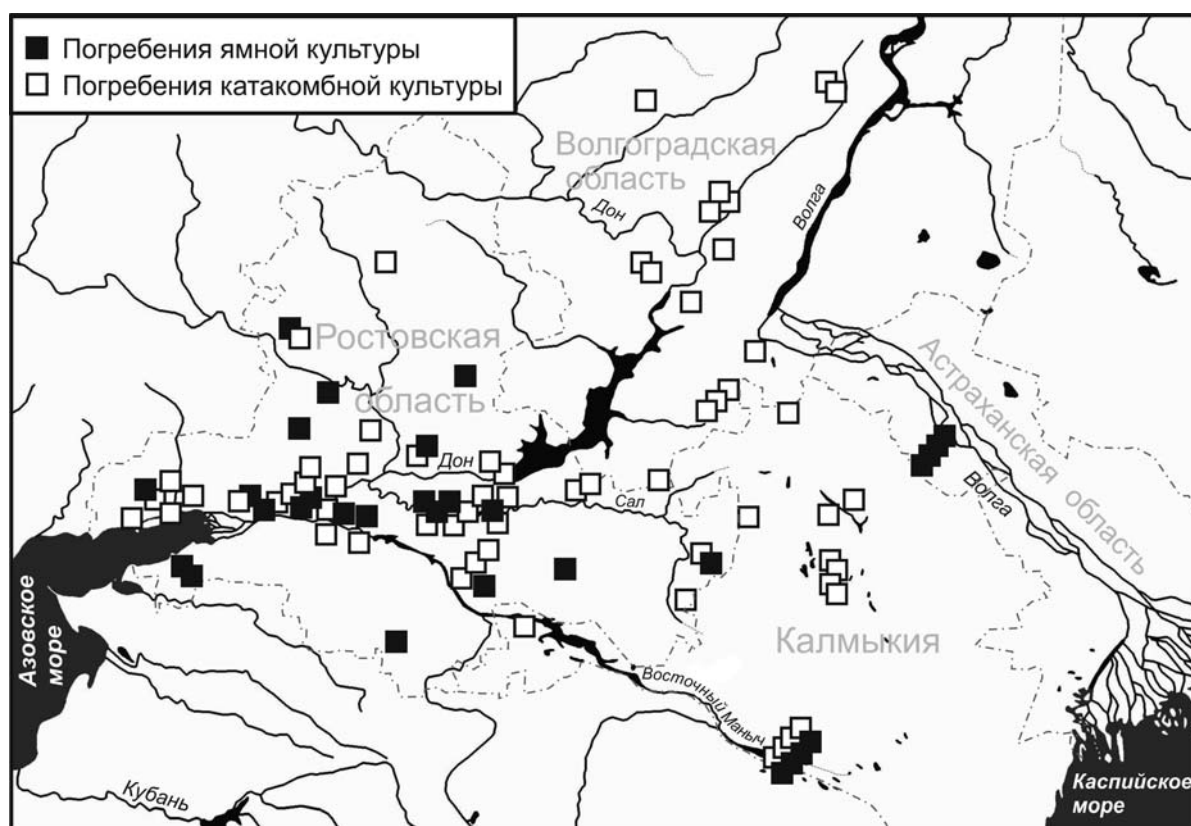 Погребения ямной культуры
Погребения катакомбной культуры
Волгоградская
область
Дон
Волга
Ростовская
область
Астраханская область
Дон
Сал
Волга
Азовское
море
Калмыкия
Восточный Маныч
Кубань
Каспийское
море